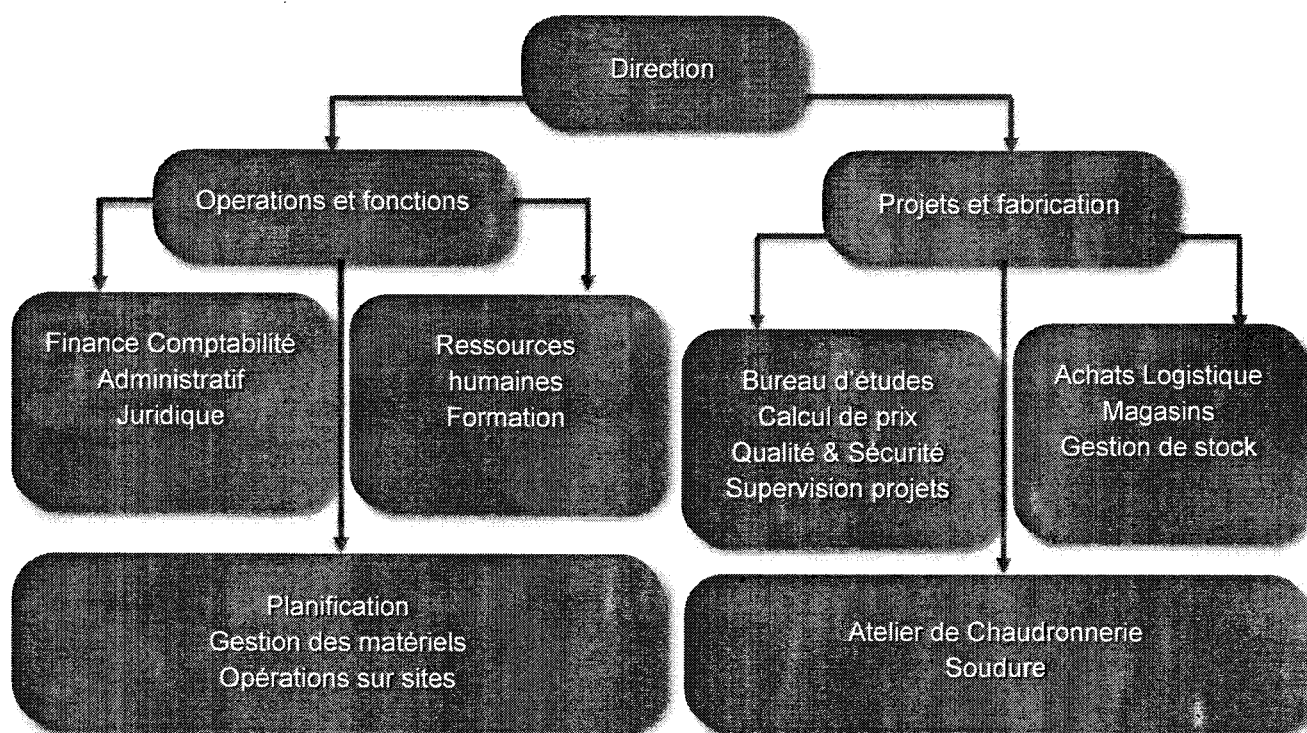 Direction
Operations et fonctions
Projets et fabrication
Finance Comptabilité
Administratif
Juridique
Ressources
humaines
Formation
Bureau d'études
Calcul de prix
Qualité & Sécurité
Supervision projets
Achats Logistique
Magasins
Gestion de stock
Planification
Gestion des matériels
Opérations sur sites
Atelier de Chaudronnerie
Soudure